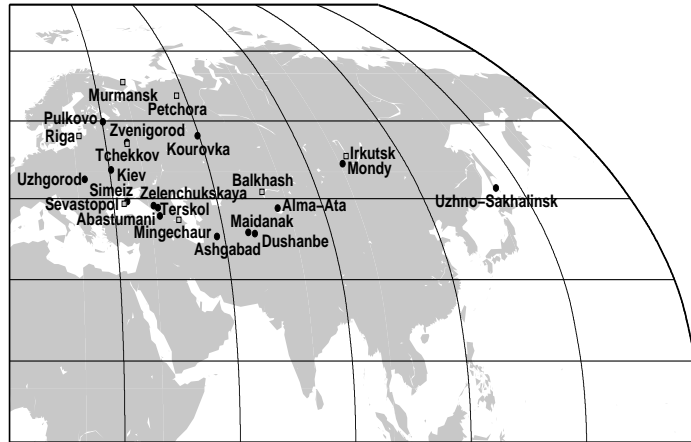 Murmansk
Petchora
Pulkovo
Zvenigorod
Riga
Tchekkov
Kourovka
Irkutsk
Mondy
Uzhgorod
Kiev
Simeiz
Zelenchukskaya
Balkhash
Sevastopol
Terskol
Alma-Ata
Uzhno-Sakhalinsk
Abastumani
Mingechaur
Maidanak
Ashgabad
Dushanbe